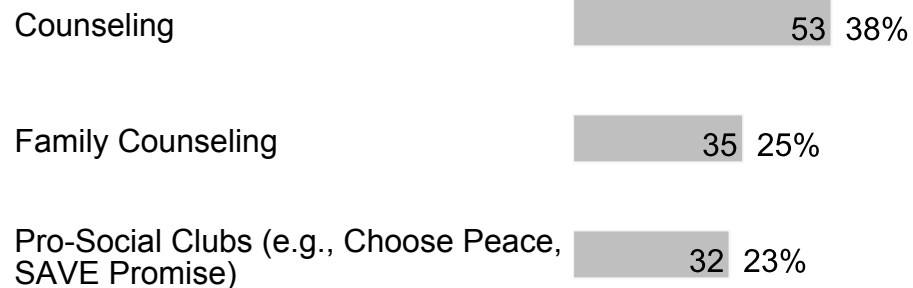 Counseling 53 38%
Family Counseling 35 25%
Pro-Social Clubs (e.g., Choose Peace,
SAVE Promise) 32 23%